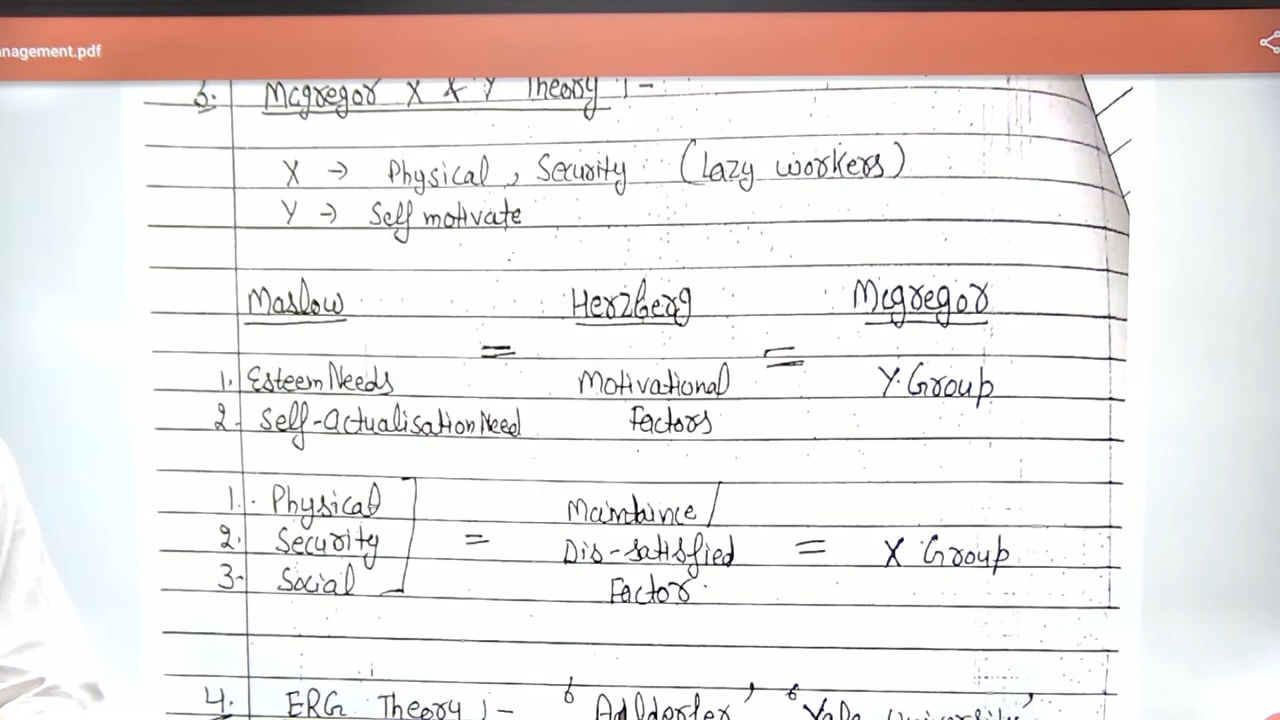 nagement.pdf
3. Mcgregor X & Y Theory :-
X → Physical, Security (Lazy workers)
Y → Self motivate
Maslow Herzberg Mcgregor
= =
1. Esteem Needs Motivational Y. Group
2. Self-actualisation Need Factors
1. Physical Maintaince/
2. Security = Dis-satisfied = X Group
3- Social Factor.
4. ERG Theory :- ' Adlderfer ' ' Yale University '